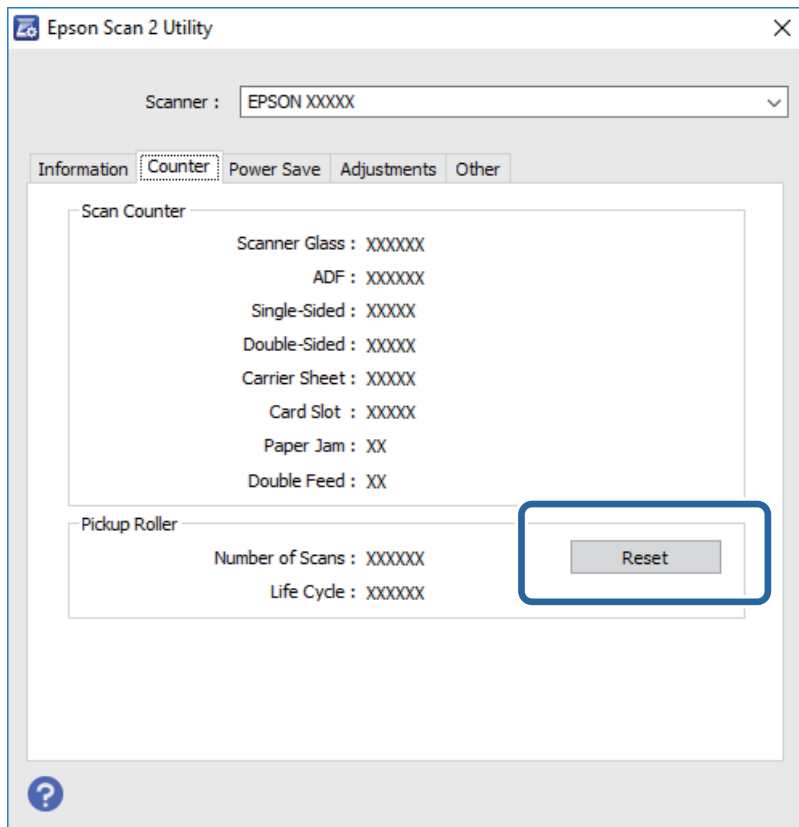 Epson Scan 2 Utility
Scanner : EPSON XXXXX
Information Counter Power Save Adjustments Other
Scan Counter
Scanner Glass : XXXXXX
ADF : XXXXXX
Single-Sided : XXXXX
Double-Sided : XXXXX
Carrier Sheet : XXXXX
Card Slot : XXXXX
Paper Jam : XX
Double Feed : XX
Pickup Roller
Number of Scans : XXXXXX Reset
Life Cycle : XXXXXX
?